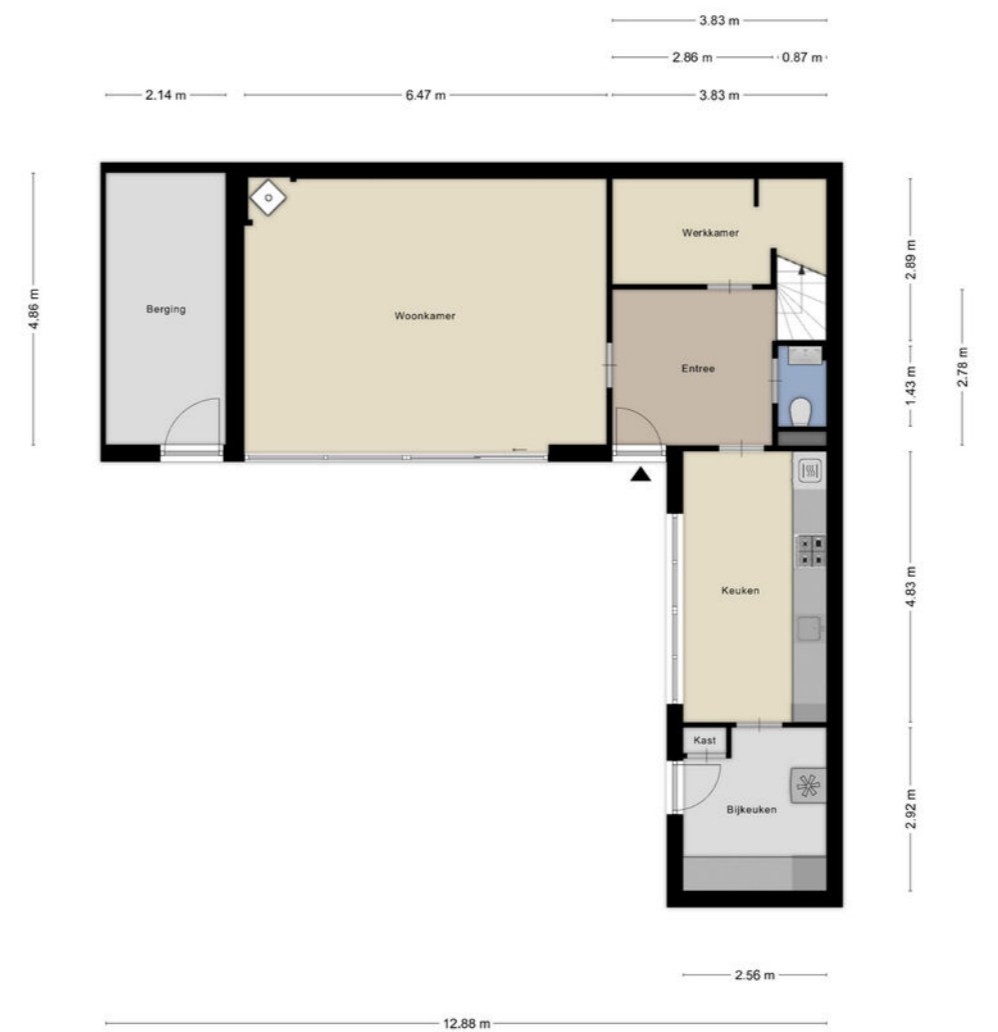 3.83 m
2.86 m
0.87 m
2.14 m
6.47 m
3.83 m
Werkkamer
2.89 m
Berging
4.86 m
Woonkamer
Entree
1.43 m
2.78 m
Keuken
4.83 m
Kast
Bijkeuken
2.92 m
2.56 m
12.88 m